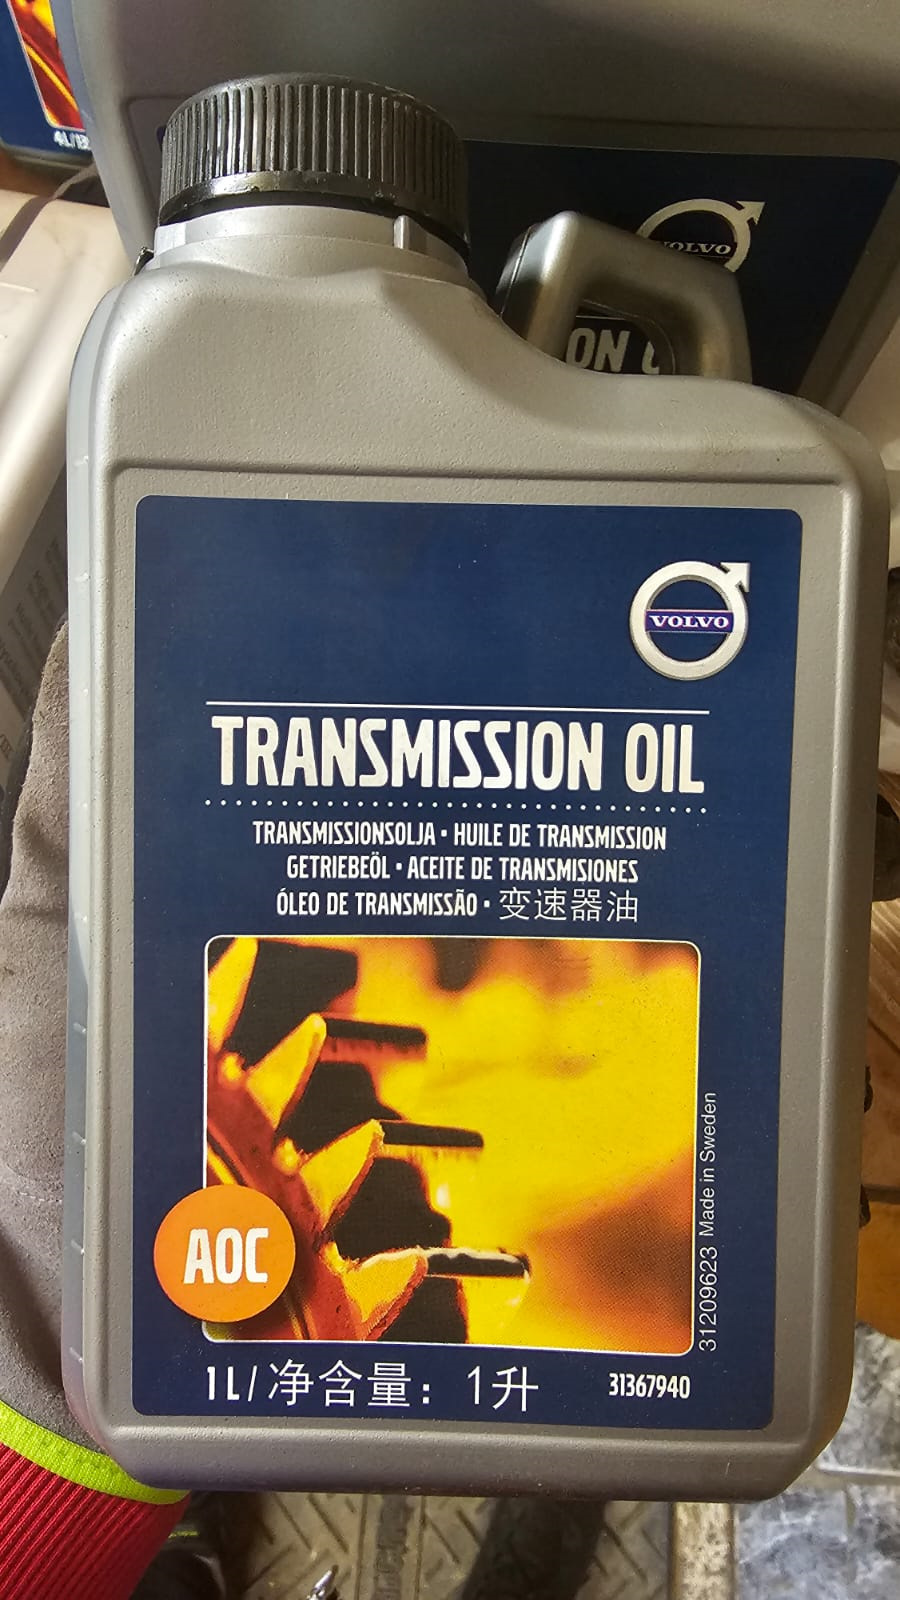 VOLVO
ON
VOLVO
TRANSMISSION OIL
TRANSMISSIONSOLJA · HUILE DE TRANSMISSION
GETRIEBEÖL · ACEITE DE TRANSMISIONES
ÓLEO DE TRANSMISSÃO · 变速器油
AOC
31209623 Made in Sweden
1L/净含量：1升
31367940